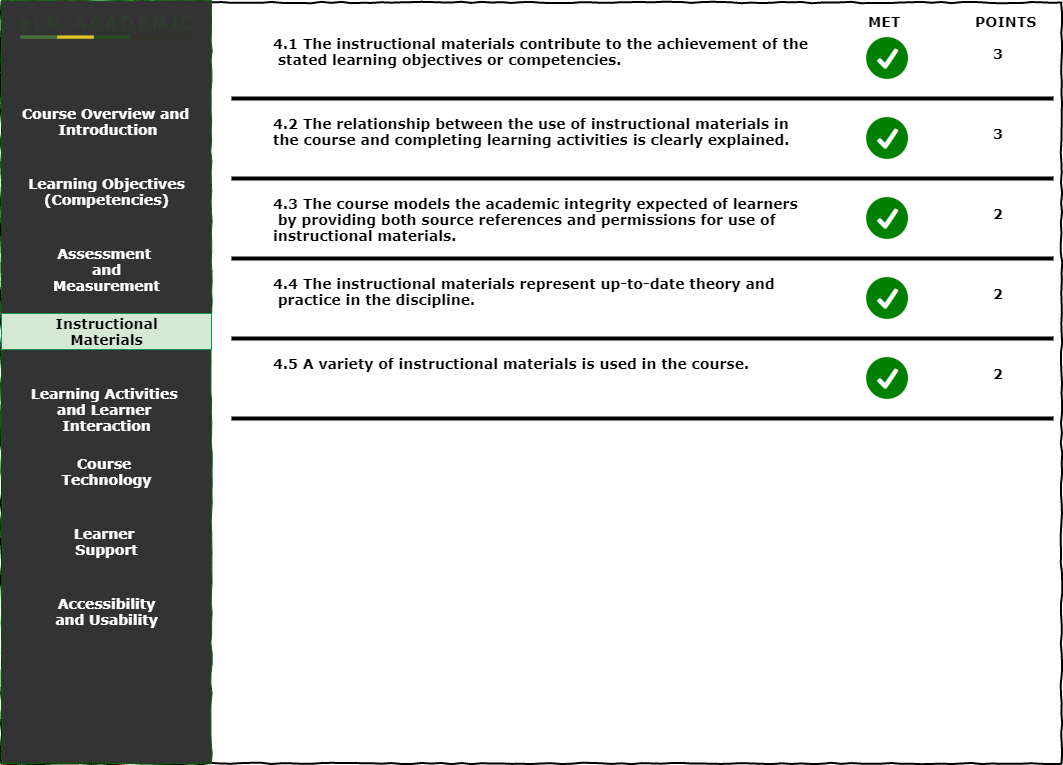 eLM ACADEMIC
Course Overview and
Introduction
Learning Objectives
(Competencies)
Assessment
and
Measurement
Instructional
Materials
Learning Activities
and Learner
Interaction
Course
Technology
Learner
Support
Accessibility
and Usability
MET POINTS
4.1 The instructional materials contribute to the achievement of the
stated learning objectives or competencies.
3
4.2 The relationship between the use of instructional materials in
the course and completing learning activities is clearly explained.
3
4.3 The course models the academic integrity expected of learners
by providing both source references and permissions for use of
instructional materials.
2
4.4 The instructional materials represent up-to-date theory and
practice in the discipline.
2
4.5 A variety of instructional materials is used in the course.
2